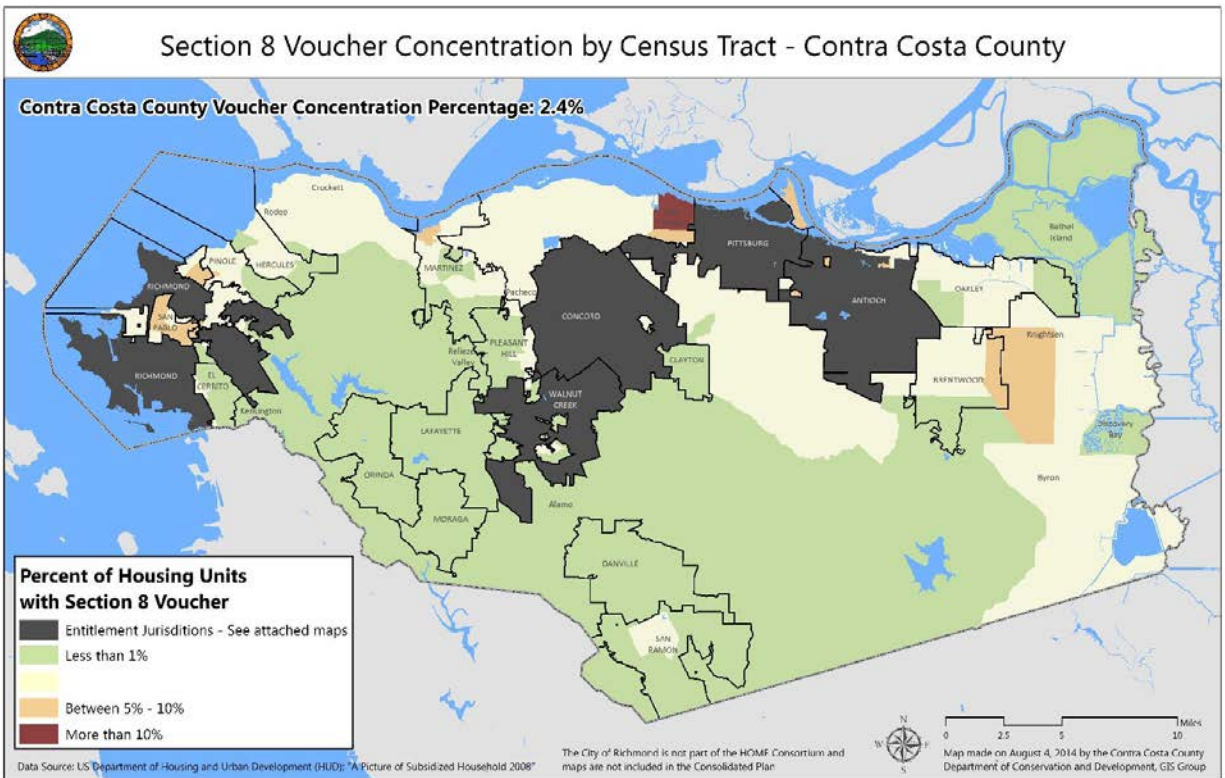 Section 8 Voucher Concentration by Census Tract - Contra Costa County
Contra Costa County Voucher Concentration Percentage: 2.4%
Crockett
Rodeo
Bethel
Island
PINOLE
HERCULES
MARTINEZ
PITTSBURG
RICHMOND
Pacheco
OAKLEY
ANTIOCH
SAN
PABLO
CONCORD
Knightsen
PLEASANT
HILL
Reliez
Valley
CLAYTON
RICHMOND
EL
CERRITO
BRENTWOOD
WALNUT
CREEK
Kensington
LAFAYETTE
Discovery
Bay
ORINDA
Byron
Alamo
MORAGA
DANVILLE
SAN
RAMON
Percent of Housing Units
with Section 8 Voucher
Entitlement Jurisditions - See attached maps
Less than 1%
Between 5% - 10%
More than 10%
Data Source: US Department of Housing and Urban Development (HUD): "A Picture of Subsidized Household 2008"
The City of Richmond is not part of the HOME Consortium and
maps are not included in the Consolidated Plan
N
W E
S
Miles
0 2.5 5 10
Map made on August 4, 2014 by the Contra Costa County
Department of Conservation and Development, GIS Group